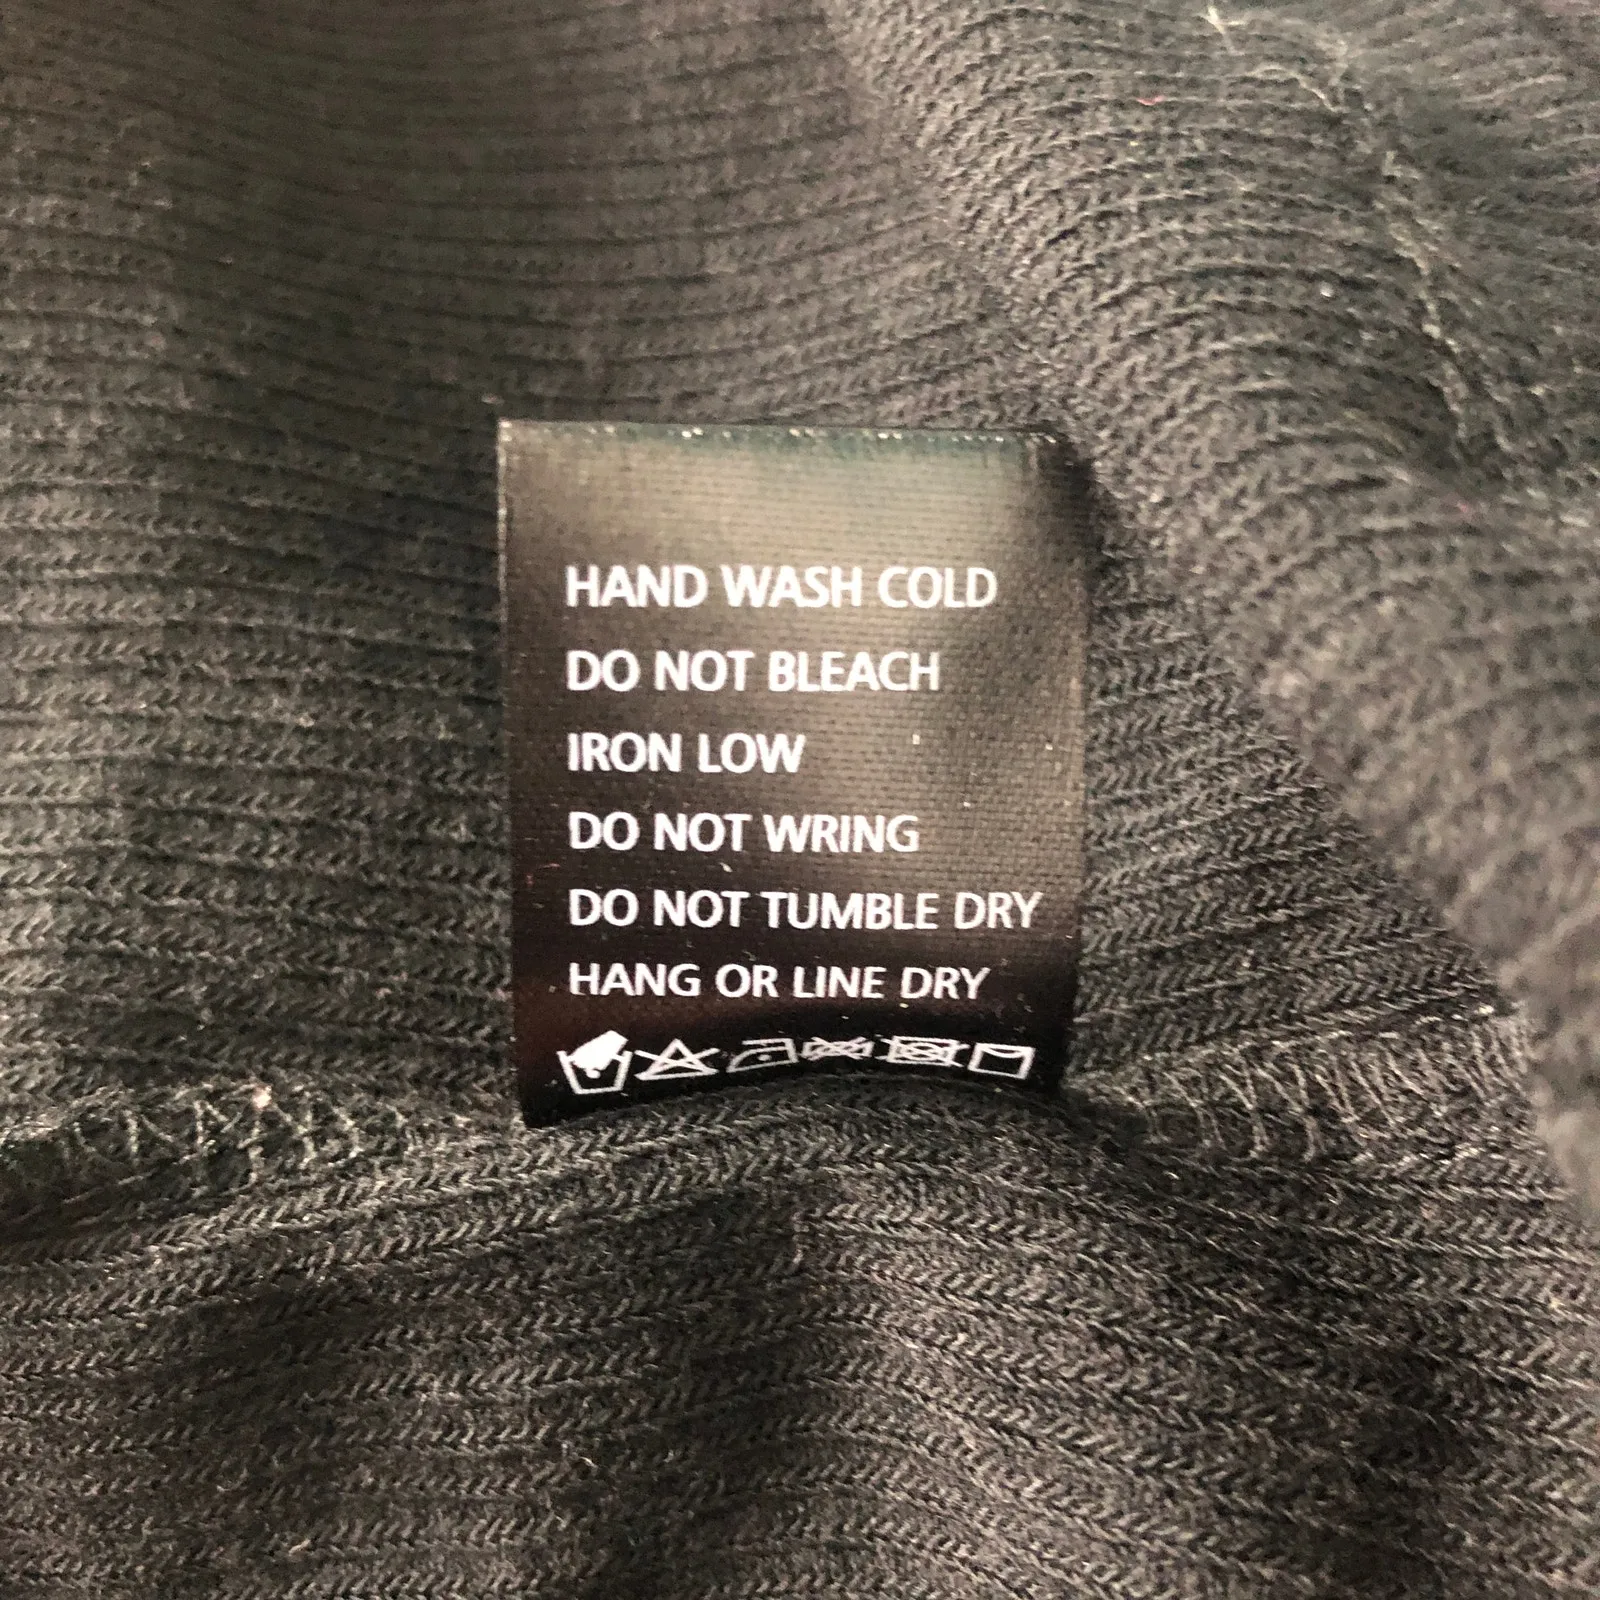 HAND WASH COLD
DO NOT BLEACH
IRON LOW
DO NOT WRING
DO NOT TUMBLE DRY
HANG OR LINE DRY